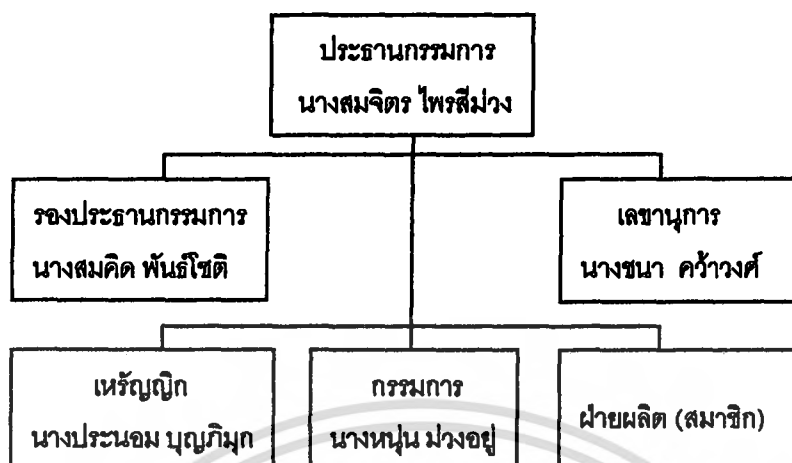 ประธานกรรมการ
นางสมจิตร ไพรสีม่วง
รองประธานกรรมการ
นางสมคิด พันธ์โชติ
เลขานุการ
นางชนา คว้าวงศ์
เหรัญญิก
นางประนอม บุญภิมุก
กรรมการ
นางหนุ่น ม่วงอยู่
ฝ่ายผลิต (สมาชิก)